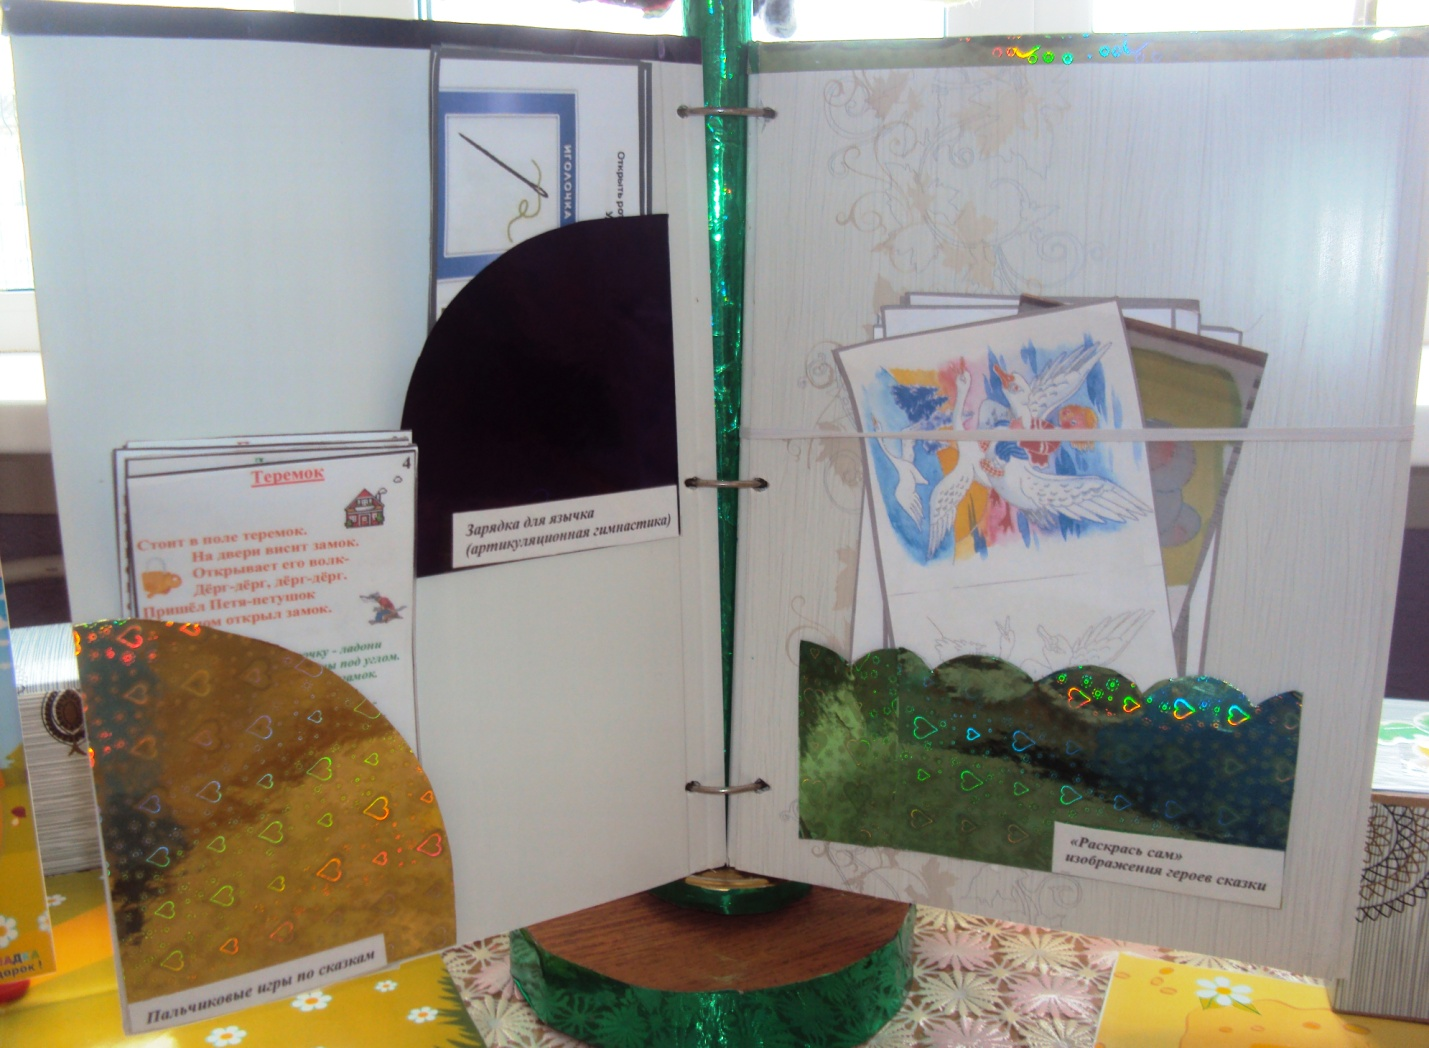 ИГОЛОЧКА
Открыть
Зарядка для язычка
(артикуляционная гимнастика)
4
Теремок
Стоит в поле теремок.
На двери висит замок.
Открывает его волк-
Дёрг-дёрг, дёрг-дёрг.
Пришёл Петя-петушок
открыл замок.
- ладони
под углом.
Пальчиковые игры по сказкам
«Раскрась сам»
изображения героев сказки